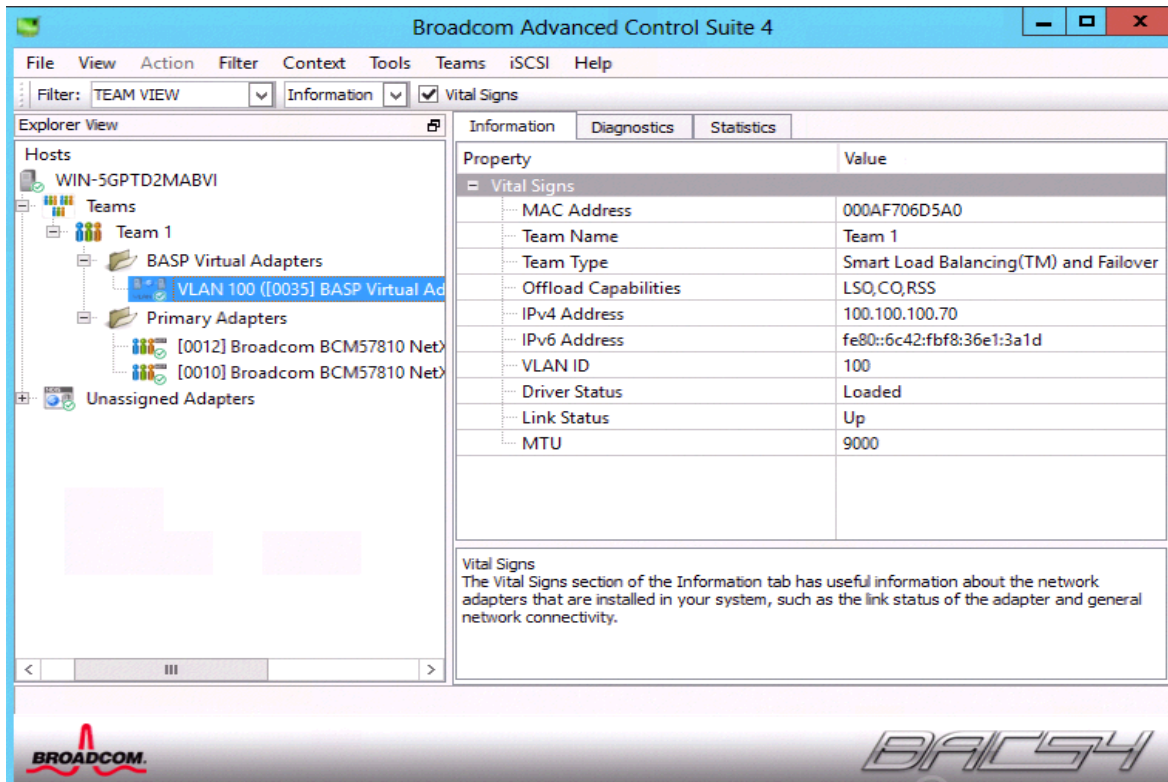 Broadcom Advanced Control Suite 4
File View Action Filter Context Tools Teams iSCSI Help
Filter: TEAM VIEW Information Vital Signs
Explorer View
Hosts
WIN-5GPTD2MABVI
Teams
Team 1
BASP Virtual Adapters
VLAN 100 ([0035] BASP Virtual Ad
Primary Adapters
[0012] Broadcom BCM57810 NetX
[0010] Broadcom BCM57810 NetX
Unassigned Adapters
Information Diagnostics Statistics
Property Value
Vital Signs
MAC Address 000AF706D5A0
Team Name Team 1
Team Type Smart Load Balancing(TM) and Failover
Offload Capabilities LSO,CO,RSS
IPv4 Address 100.100.100.70
IPv6 Address fe80::6c42:fbf8:36e1:3a1d
VLAN ID 100
Driver Status Loaded
Link Status Up
MTU 9000
Vital Signs
The Vital Signs section of the Information tab has useful information about the network
adapters that are installed in your system, such as the link status of the adapter and general
network connectivity.
BROADCOM.
BACS4